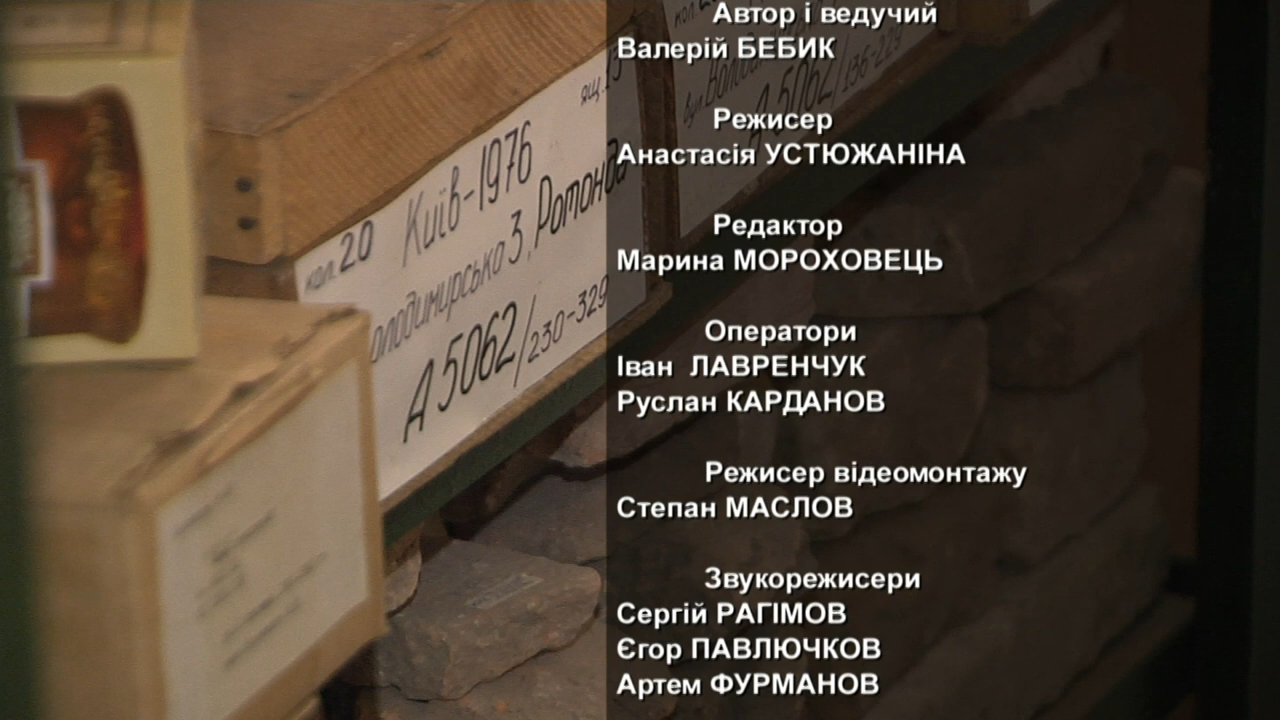 Автор і ведучий
Валерій БЕБИК
Режисер
Анастасія УСТЮЖАНІНА
Редактор
Марина МОРОХОВЕЦЬ
Оператори
Іван ЛАВРЕНЧУК
Руслан КАРДАНОВ
Режисер відеомонтажу
Степан МАСЛОВ
Звукорежисери
Сергій РАГІМОВ
Єгор ПАВЛЮЧКОВ
Артем ФУРМАНОВ
ящ.
кол. 20 Київ-1976
олодимирська 3, Ротонда
А 5062/230-329
А 5062/136-229